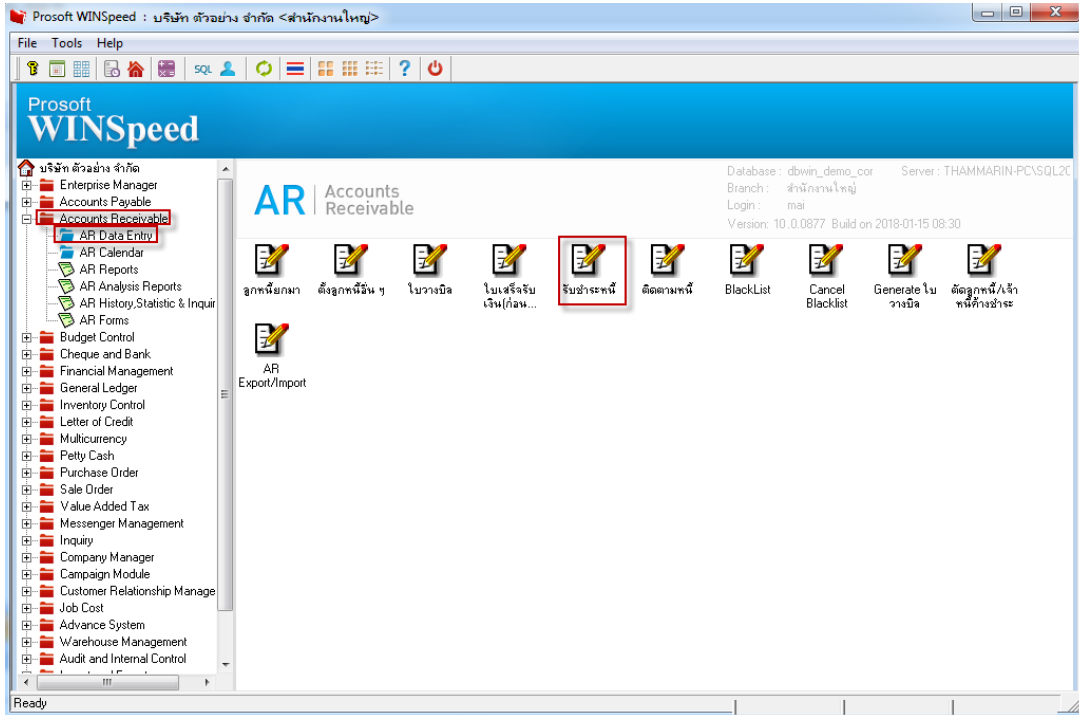 Prosoft WINSpeed : บริษัท ตัวอย่าง จำกัด <สำนักงานใหญ่>
File Tools Help
SQL
Prosoft
WINSpeed
บริษัท ตัวอย่าง จำกัด
Enterprise Manager
Accounts Payable
Accounts Receivable
AR Data Entry
AR Calendar
AR Reports
AR Analysis Reports
AR History,Statistic & Inquir
AR Forms
Budget Control
Cheque and Bank
Financial Management
General Ledger
Inventory Control
Letter of Credit
Multicurrency
Petty Cash
Purchase Order
Sale Order
Value Added Tax
Messenger Management
Inquiry
Company Manager
Campaign Module
Customer Relationship Manage
Job Cost
Advance System
Warehouse Management
Audit and Internal Control
AR Accounts
Receivable
Database : dbwin_demo_cor Server : THAMMARIN-PC\SQL20
Branch : สำนักงานใหญ่
Login : mai
Version: 10.0.0877 Build on 2018-01-15 08:30
ลูกหนี้ยกมา
ตั้งลูกหนี้อื่น ๆ
ใบวางบิล
ใบเสร็จรับ
เงิน(ก่อน...
รับชำระหนี้
ติดตามหนี้
BlackList
Cancel
Blacklist
Generate ใบ
วางบิล
ตัดลูกหนี้/เจ้า
หนี้ค้างชำระ
AR
Export/Import
Ready